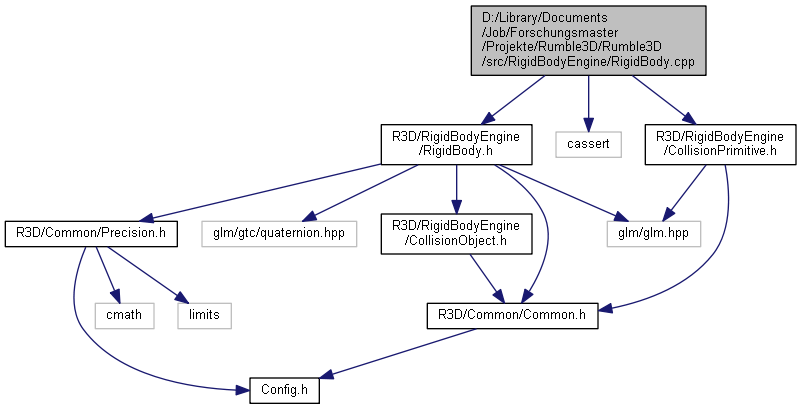 D:/Library/Documents
/Job/Forschungsmaster
/Projekte/Rumble3D/Rumble3D
/src/RigidBodyEngine/RigidBody.cpp
R3D/RigidBodyEngine
/RigidBody.h
cassert
R3D/RigidBodyEngine
/CollisionPrimitive.h
R3D/Common/Precision.h
glm/gtc/quaternion.hpp
R3D/RigidBodyEngine
/CollisionObject.h
glm/glm.hpp
cmath
limits
R3D/Common/Common.h
Config.h